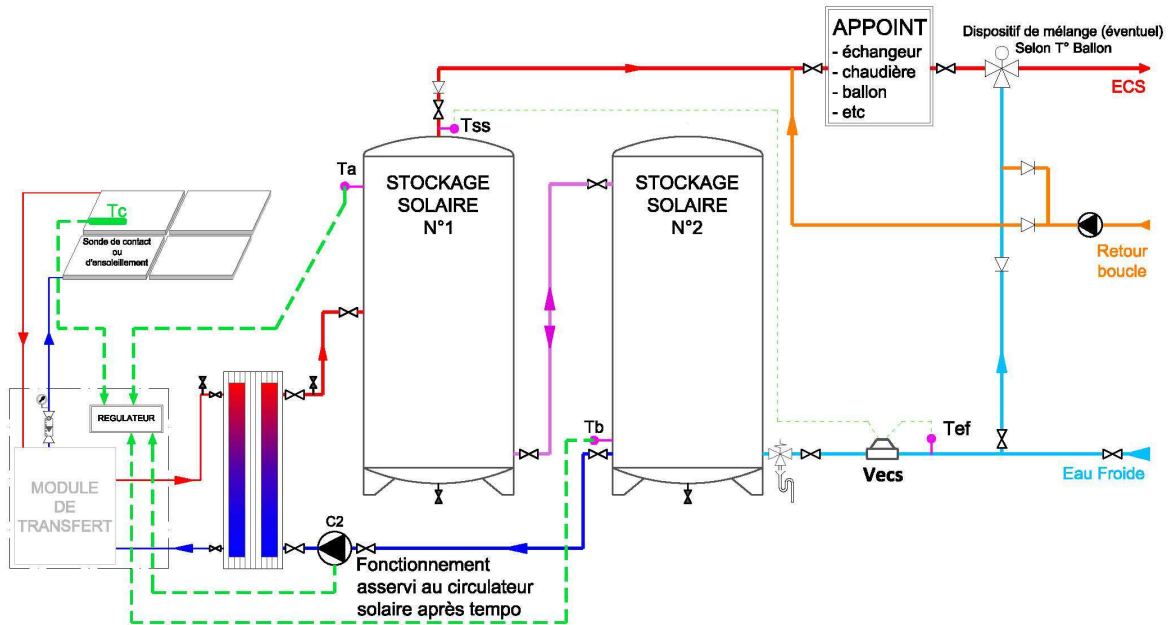 APPOINT
- échangeur
- chaudière
- ballon
- etc
Dispositif de mélange (éventuel)
Selon T° Ballon
ECS
Tss
Ta
STOCKAGE
SOLAIRE
N°1
STOCKAGE
SOLAIRE
N°2
Tc
Sonde de contact
ou
d'ensoleillement
Retour
boucle
REGULATEUR
Tb
Tef
Vecs
Eau Froide
MODULE
DE
TRANSFERT
C2
Fonctionnement
asservi au circulateur
solaire après tempo